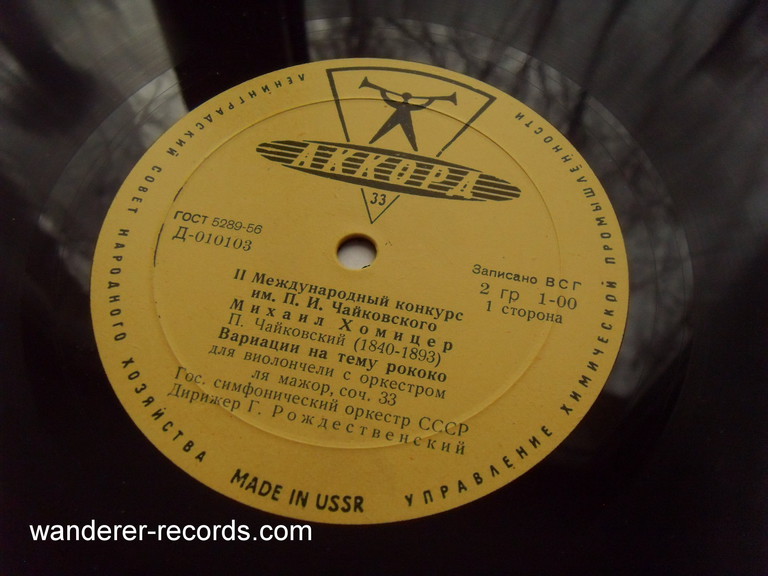 ЛЕНИНГРАДСКИЙ СОВЕТ НАРОДНОГО ХОЗЯЙСТВА
УПРАВЛЕНИЕ ХИМИЧЕСКОЙ ПРОМЫШЛЕННОСТИ
АККОРД
33
ГОСТ 5289-56
Д-010103
Записано ВСГ
2 гр 1-00
1 сторона
II Международный конкурс
им. П. И. Чайковского
Михаил Хомицер
П. Чайковский (1840-1893)
Вариации на тему рококо
для виолончели с оркестром
ля мажор, соч. 33
Гос. симфонический оркестр СССР
Дирижер Г. Рождественский
MADE IN USSR
wanderer-records.com